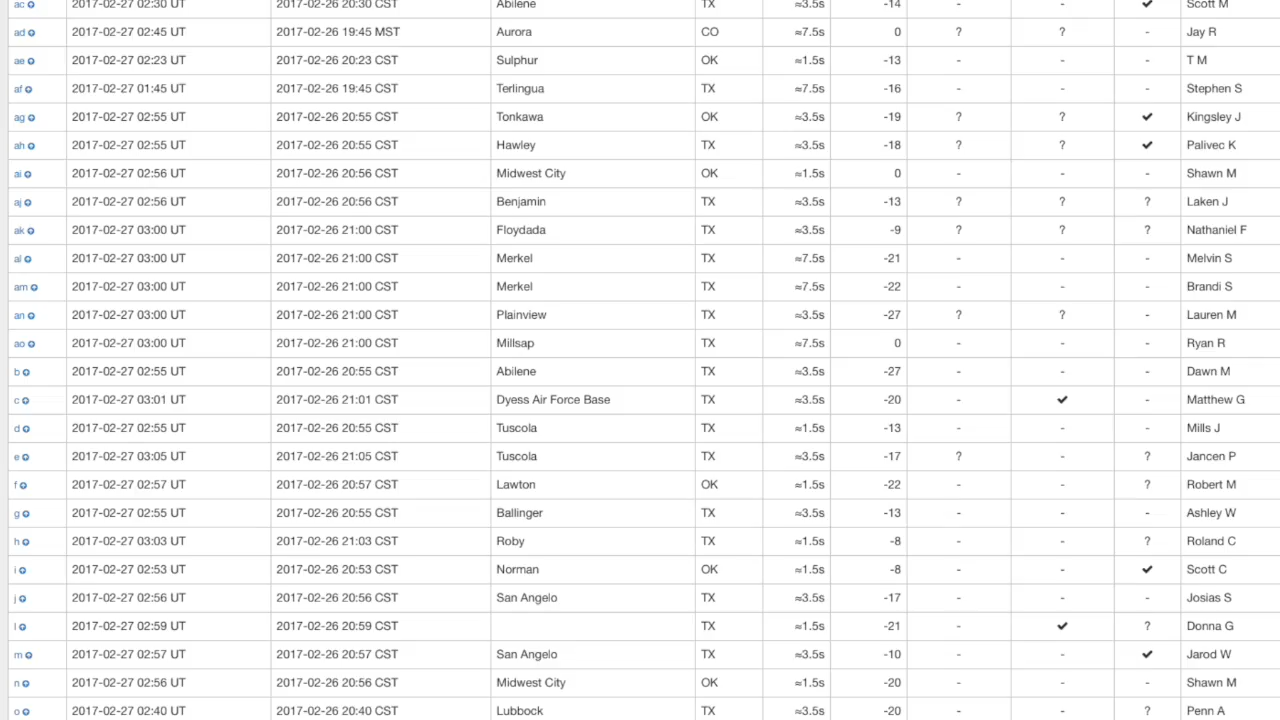 ac 2017-02-27 02:30 UT 2017-02-26 20:30 CST Abilene TX ≈3.5s -14 - - ✔ Scott M
ad 2017-02-27 02:45 UT 2017-02-26 19:45 MST Aurora CO ≈7.5s 0 ? ? - Jay R
ae 2017-02-27 02:23 UT 2017-02-26 20:23 CST Sulphur OK ≈1.5s -13 - - - T M
af 2017-02-27 01:45 UT 2017-02-26 19:45 CST Terlingua TX ≈7.5s -16 - - - Stephen S
ag 2017-02-27 02:55 UT 2017-02-26 20:55 CST Tonkawa OK ≈3.5s -19 ? ? ✔ Kingsley J
ah 2017-02-27 02:55 UT 2017-02-26 20:55 CST Hawley TX ≈3.5s -18 ? ? ✔ Palivec K
ai 2017-02-27 02:56 UT 2017-02-26 20:56 CST Midwest City OK ≈1.5s 0 - - - Shawn M
aj 2017-02-27 02:56 UT 2017-02-26 20:56 CST Benjamin TX ≈3.5s -13 ? ? ? Laken J
ak 2017-02-27 03:00 UT 2017-02-26 21:00 CST Floydada TX ≈3.5s -9 ? ? ? Nathaniel F
al 2017-02-27 03:00 UT 2017-02-26 21:00 CST Merkel TX ≈7.5s -21 - - - Melvin S
am 2017-02-27 03:00 UT 2017-02-26 21:00 CST Merkel TX ≈7.5s -22 - - - Brandi S
an 2017-02-27 03:00 UT 2017-02-26 21:00 CST Plainview TX ≈3.5s -27 ? ? - Lauren M
ao 2017-02-27 03:00 UT 2017-02-26 21:00 CST Millsap TX ≈7.5s 0 - - - Ryan R
b 2017-02-27 02:55 UT 2017-02-26 20:55 CST Abilene TX ≈3.5s -27 - - - Dawn M
c 2017-02-27 03:01 UT 2017-02-26 21:01 CST Dyess Air Force Base TX ≈3.5s -20 - ✔ - Matthew G
d 2017-02-27 02:55 UT 2017-02-26 20:55 CST Tuscola TX ≈1.5s -13 - - - Mills J
e 2017-02-27 03:05 UT 2017-02-26 21:05 CST Tuscola TX ≈3.5s -17 ? - ? Jancen P
f 2017-02-27 02:57 UT 2017-02-26 20:57 CST Lawton OK ≈1.5s -22 - - ? Robert M
g 2017-02-27 02:55 UT 2017-02-26 20:55 CST Ballinger TX ≈3.5s -13 - - - Ashley W
h 2017-02-27 03:03 UT 2017-02-26 21:03 CST Roby TX ≈1.5s -8 - - ? Roland C
i 2017-02-27 02:53 UT 2017-02-26 20:53 CST Norman OK ≈1.5s -8 - - ✔ Scott C
j 2017-02-27 02:56 UT 2017-02-26 20:56 CST San Angelo TX ≈3.5s -17 - - - Josias S
l 2017-02-27 02:59 UT 2017-02-26 20:59 CST TX ≈1.5s -21 - ✔ ? Donna G
m 2017-02-27 02:57 UT 2017-02-26 20:57 CST San Angelo TX ≈3.5s -10 - - ✔ Jarod W
n 2017-02-27 02:56 UT 2017-02-26 20:56 CST Midwest City OK ≈1.5s -20 - - - Shawn M
o 2017-02-27 02:40 UT 2017-02-26 20:40 CST Lubbock TX ≈3.5s -20 - - ? Penn A